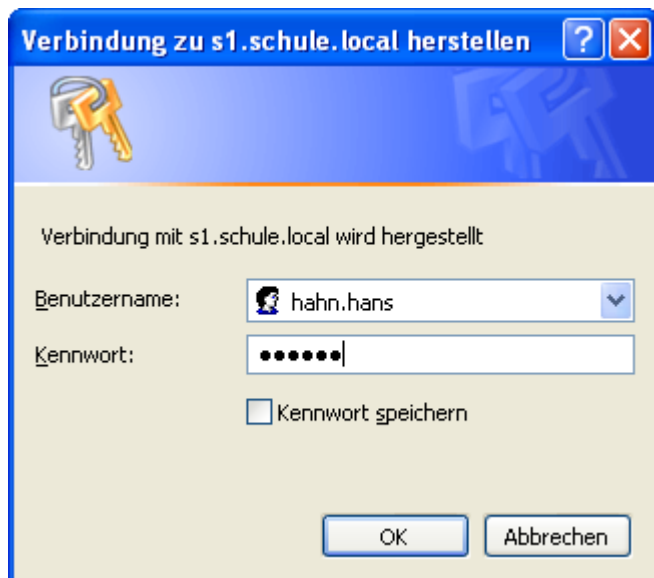 Verbindung zu s1.schule.local herstellen
Verbindung mit s1.schule.local wird hergestellt
Benutzername: hahn.hans
Kennwort: ●●●●●●
Kennwort speichern
OK Abbrechen